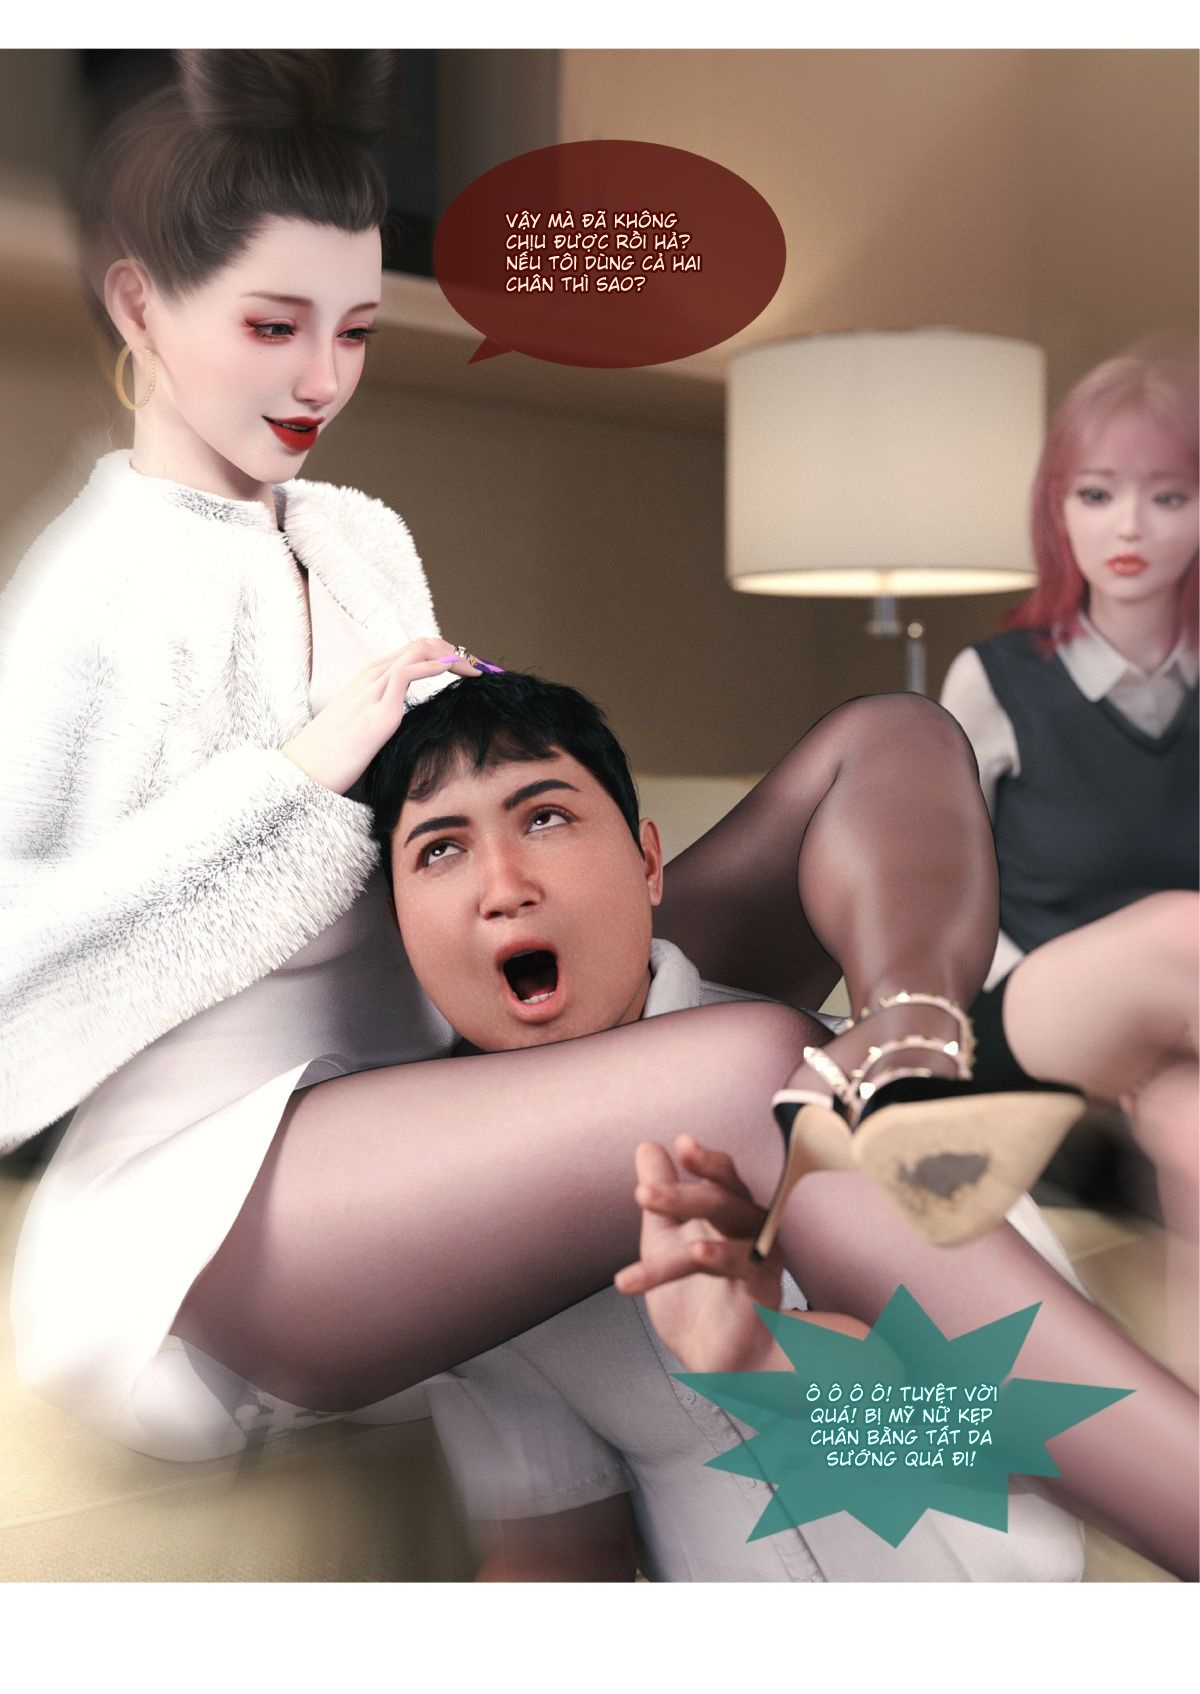 VẬY MÀ ĐÃ KHÔNG
CHỊU ĐƯỢC RỒI HẢ?
NẾU TÔI DÙNG CẢ HAI
CHÂN THÌ SAO?
Ô Ô Ô Ô! TUYỆT VỜI
QUÁ! BỊ MỸ NỮ KẸP
CHÂN BẰNG TẤT DA
SƯỚNG QUÁ ĐI!